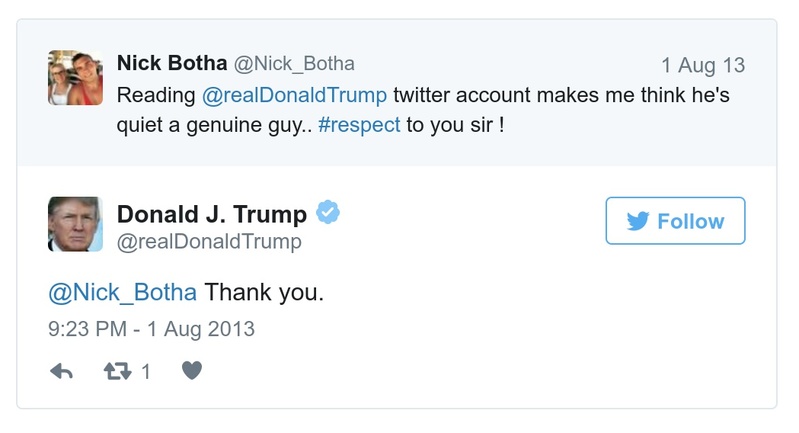 Nick Botha @Nick_Botha 1 Aug 13
Reading @realDonaldTrump twitter account makes me think he's
quiet a genuine guy.. #respect to you sir !
Donald J. Trump
@realDonaldTrump
Follow
@Nick_Botha Thank you.
9:23 PM - 1 Aug 2013
1